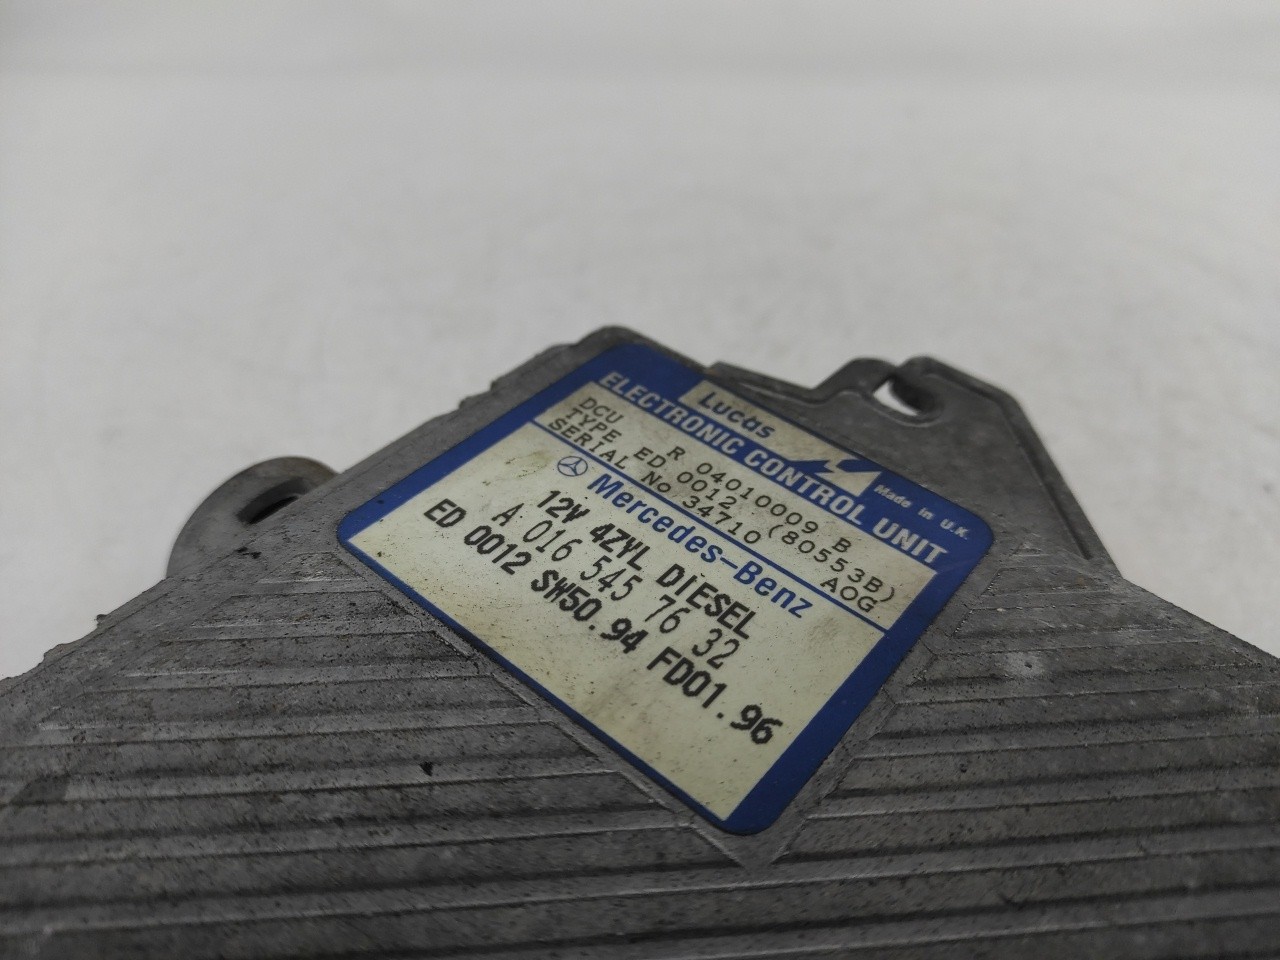 Lucas
Made in U.K.
ELECTRONIC CONTROL UNIT
DCU R 04010009 B
TYPE ED 0012 (80553B)
SERIAL No 34710 AOG
Mercedes-Benz
12V 4ZYL DIESEL
A 016 545 76 32
ED 0012 SW50.94 FD01.96